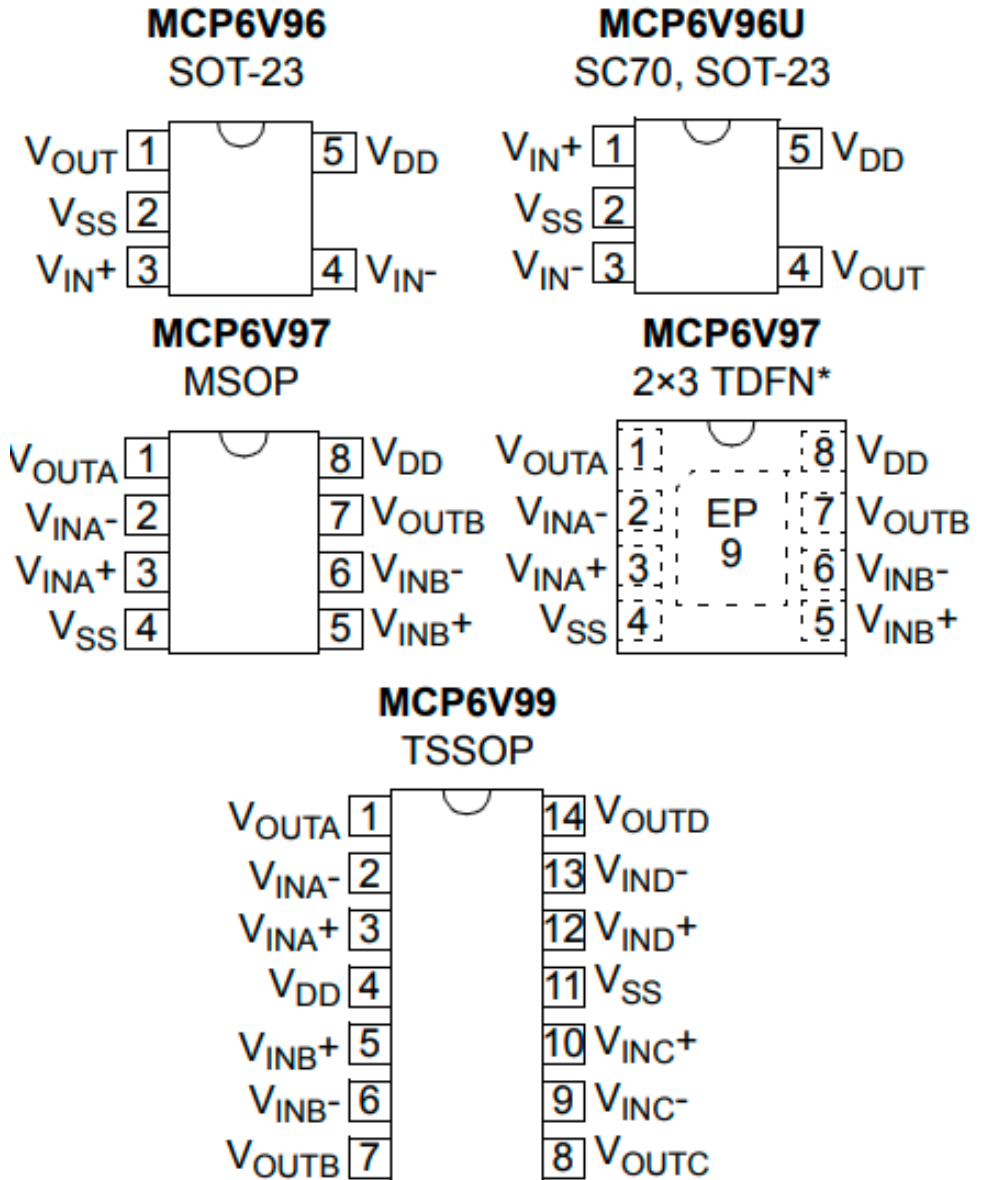 MCP6V96
SOT-23
VOUT 1 5 VDD
VSS 2
VIN+ 3 4 VIN-
MCP6V96U
SC70, SOT-23
VIN+ 1 5 VDD
VSS 2
VIN- 3 4 VOUT
MCP6V97
MSOP
VOUTA 1 8 VDD
VINA- 2 7 VOUTB
VINA+ 3 6 VINB-
VSS 4 5 VINB+
MCP6V97
2×3 TDFN*
VOUTA 1 8 VDD
VINA- 2 EP 7 VOUTB
VINA+ 3 9 6 VINB-
VSS 4 5 VINB+
MCP6V99
TSSOP
VOUTA 1 14 VOUTD
VINA- 2 13 VIND-
VINA+ 3 12 VIND+
VDD 4 11 VSS
VINB+ 5 10 VINC+
VINB- 6 9 VINC-
VOUTB 7 8 VOUTC